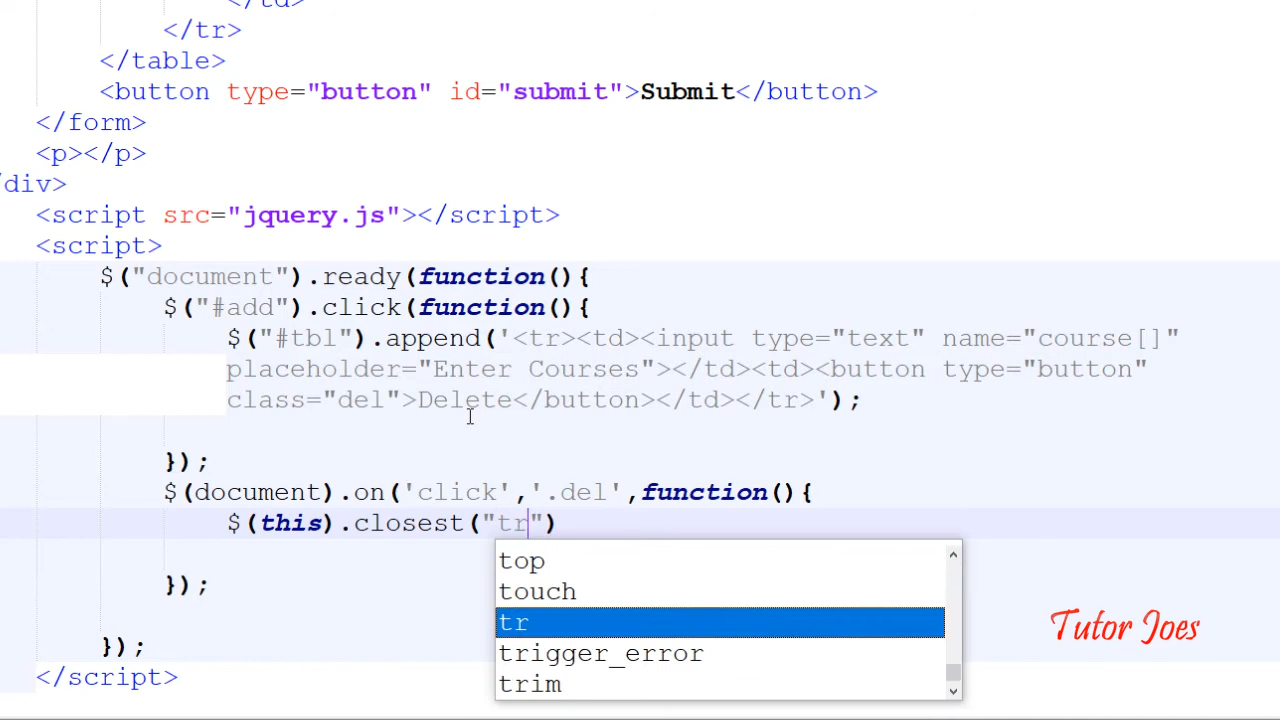 </tr>
</table>
<button type="button" id="submit">Submit</button>
</form>
<p></p>
/div>
<script src="jquery.js"></script>
<script>
$("document").ready(function(){
$("#add").click(function(){
$("#tbl").append('<tr><td><input type="text" name="course[]"
placeholder="Enter Courses"></td><td><button type="button"
class="del">Delete</button></td></tr>');
});
$(document).on('click','.del',function(){
$(this).closest("tr")
top
touch
tr
trigger_error
trim
});
Tutor Joes
});
</script>